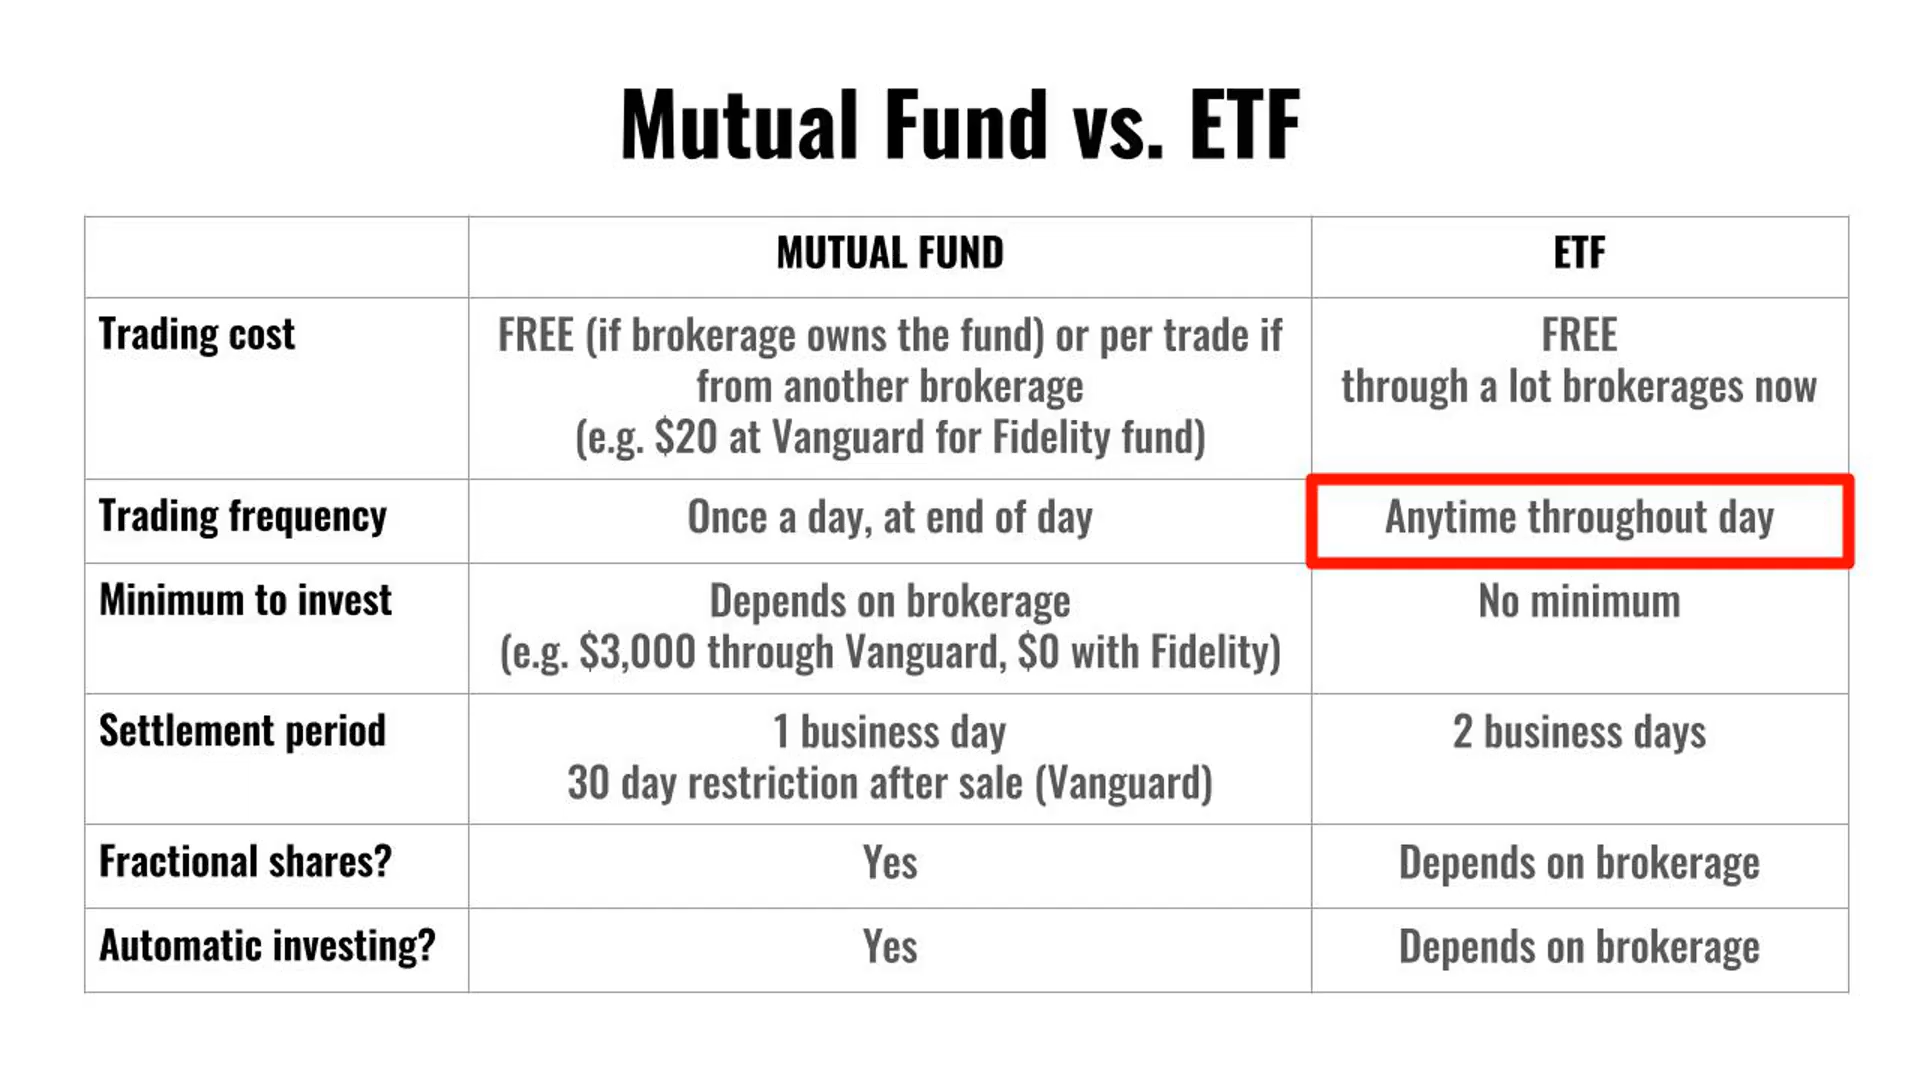 Mutual Fund vs. ETF
MUTUAL FUND
ETF
Trading cost
FREE (if brokerage owns the fund) or per trade if
from another brokerage
(e.g. $20 at Vanguard for Fidelity fund)
FREE
through a lot brokerages now
Trading frequency
Once a day, at end of day
Anytime throughout day
Minimum to invest
Depends on brokerage
(e.g. $3,000 through Vanguard, $0 with Fidelity)
No minimum
Settlement period
1 business day
30 day restriction after sale (Vanguard)
2 business days
Fractional shares?
Yes
Depends on brokerage
Automatic investing?
Yes
Depends on brokerage